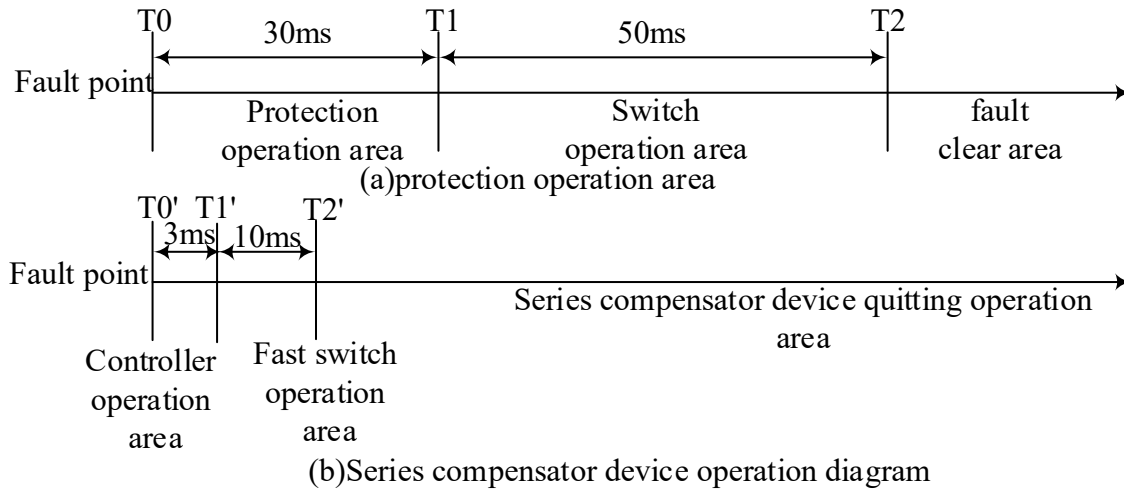 T0 T1 T2
30ms 50ms
Fault point
Protection operation area
Switch operation area
fault clear area
(a)protection operation area
T0' T1' T2'
3ms 10ms
Fault point
Series compensator device quitting operation area
Controller operation area
Fast switch operation area
(b)Series compensator device operation diagram